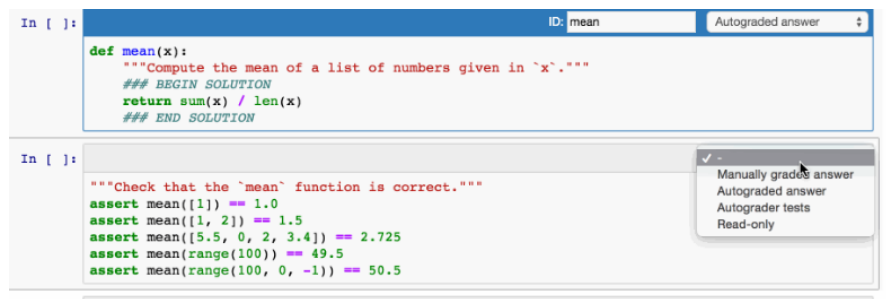 In [ ]:
ID: mean
Autograded answer
def mean(x):
    """Compute the mean of a list of numbers given in `x`."""
    ### BEGIN SOLUTION
    return sum(x) / len(x)
    ### END SOLUTION
In [ ]:
✓ -
Manually graded answer
Autograded answer
Autograder tests
Read-only
"""Check that the `mean` function is correct."""
assert mean([1]) == 1.0
assert mean([1, 2]) == 1.5
assert mean([5.5, 0, 2, 3.4]) == 2.725
assert mean(range(100)) == 49.5
assert mean(range(100, 0, -1)) == 50.5